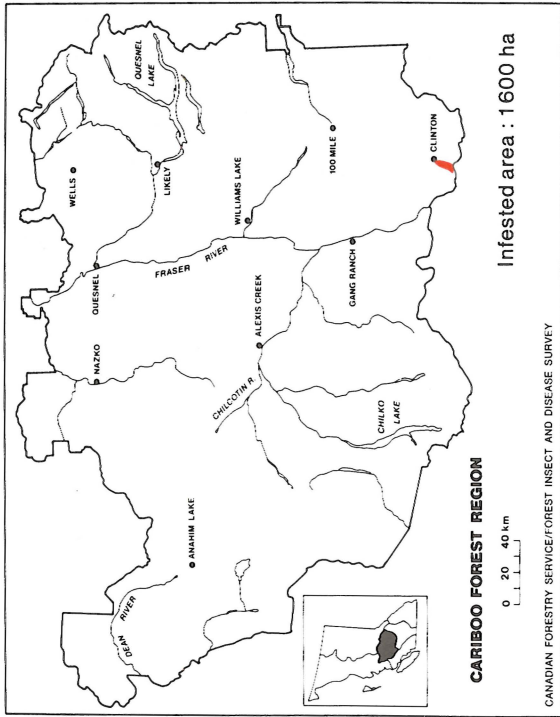 QUESNEL
LAKE
WELLS
LIKELY
QUESNEL
NAZKO
FRASER
RIVER
WILLIAMS LAKE
100 MILE
ANAHIM LAKE
DEAN
RIVER
CHILCOTIN R.
ALEXIS CREEK
GANG RANCH
CLINTON
CHILKO
LAKE
CARIBOO FOREST REGION
0 20 40 km
Infested area : 1600 ha
CANADIAN FORESTRY SERVICE/FOREST INSECT AND DISEASE SURVEY